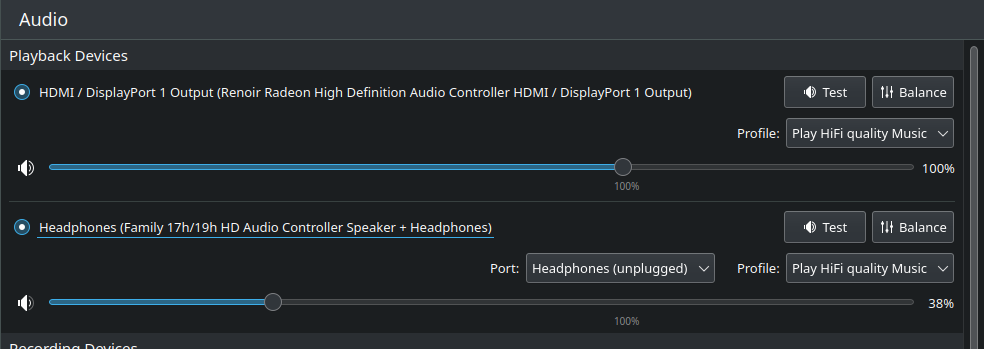 Audio
Playback Devices
HDMI / DisplayPort 1 Output (Renoir Radeon High Definition Audio Controller HDMI / DisplayPort 1 Output)
Test
Balance
Profile: Play HiFi quality Music
100%
100%
Headphones (Family 17h/19h HD Audio Controller Speaker + Headphones)
Test
Balance
Port: Headphones (unplugged) Profile: Play HiFi quality Music
38%
100%
Recording Devices